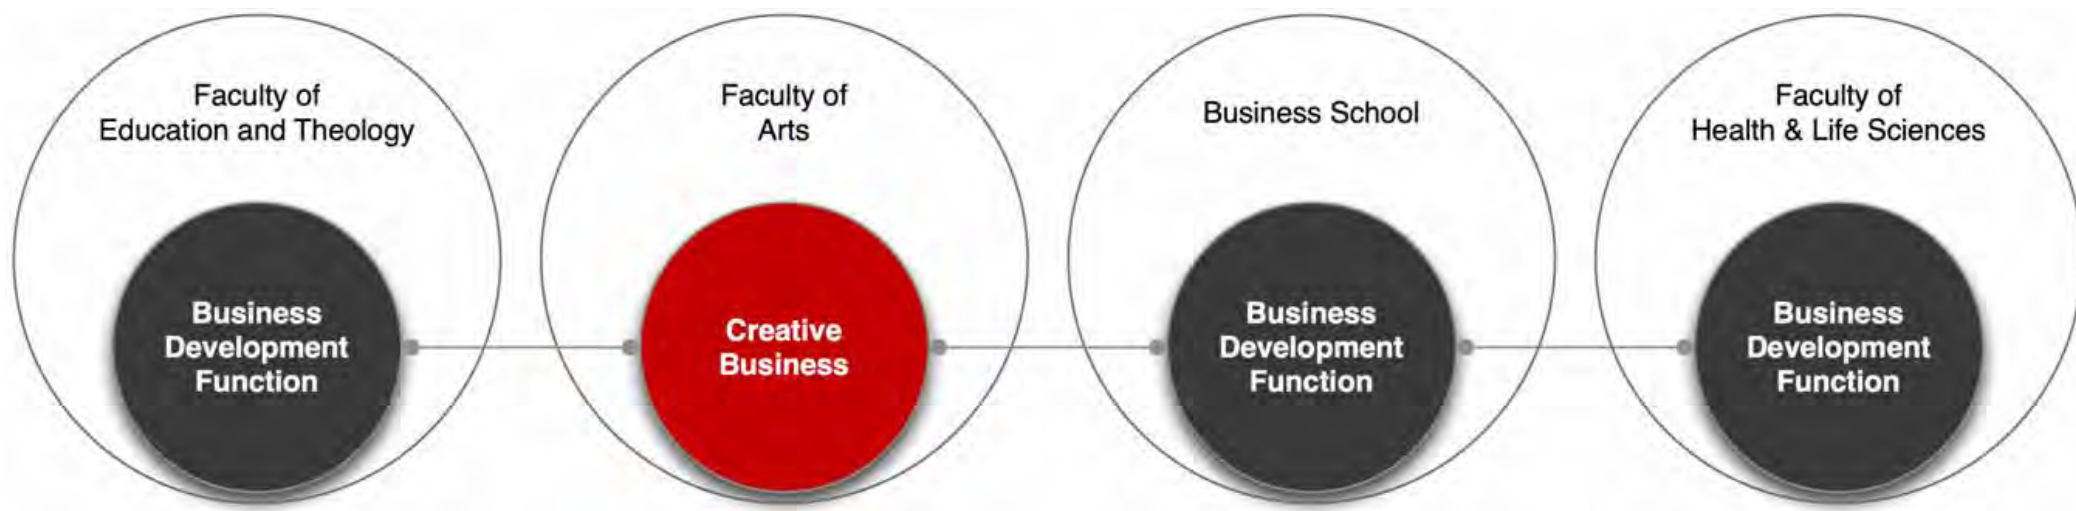 Faculty of
Education and Theology
Business
Development
Function
Faculty of
Arts
Creative
Business
Business School
Business
Development
Function
Faculty of
Health & Life Sciences
Business
Development
Function